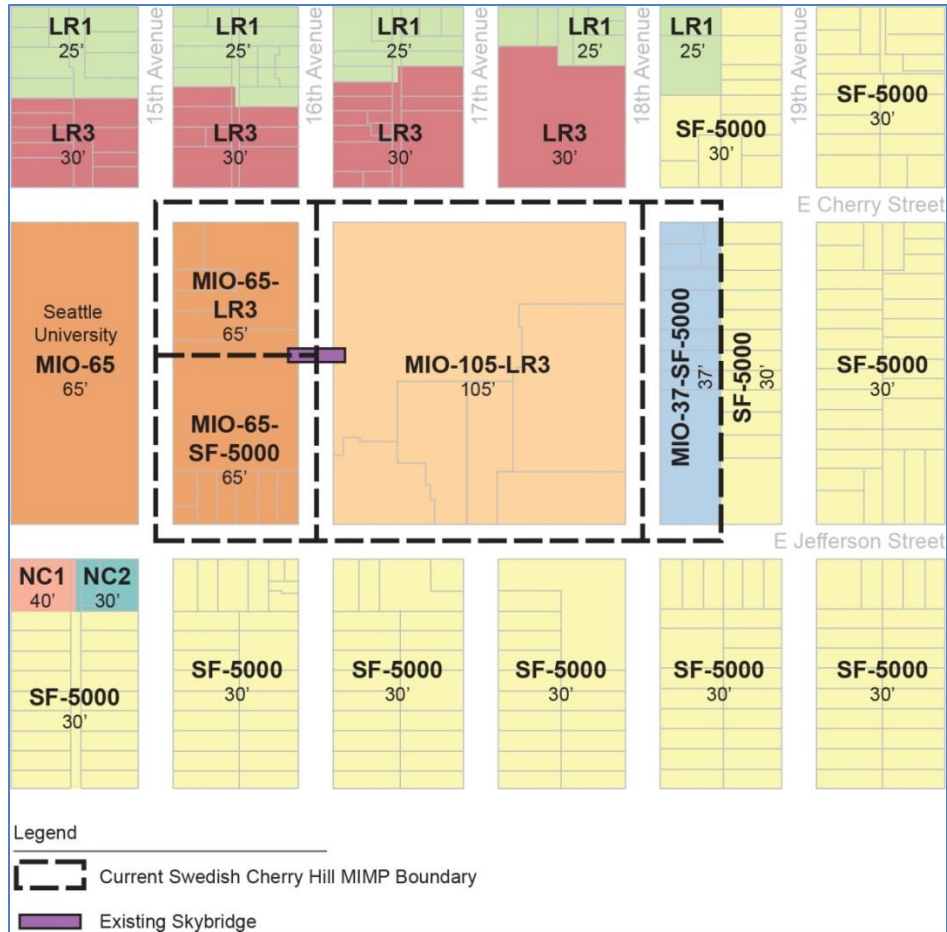 LR1
25'
15th Avenue
LR1
25'
16th Avenue
LR1
25'
17th Avenue
LR1
25'
18th Avenue
LR1
25'
19th Avenue
SF-5000
30'
LR3
30'
LR3
30'
LR3
30'
LR3
30'
SF-5000
30'
E Cherry Street
Seattle
University
MIO-65
65'
MIO-65-
LR3
65'
MIO-65-
SF-5000
65'
MIO-105-LR3
105'
MIO-37-SF-5000
37'
SF-5000
30'
SF-5000
30'
E Jefferson Street
NC1
40'
NC2
30'
SF-5000
30'
SF-5000
30'
SF-5000
30'
SF-5000
30'
SF-5000
30'
SF-5000
30'
Legend
Current Swedish Cherry Hill MIMP Boundary
Existing Skybridge